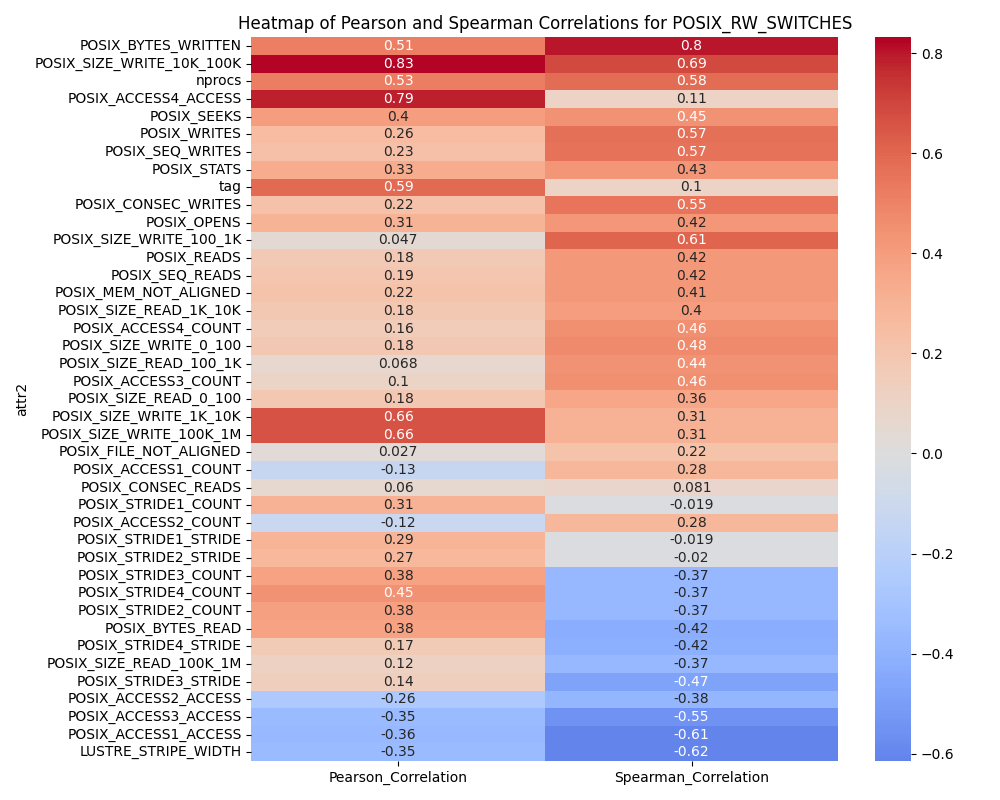 Heatmap of Pearson and Spearman Correlations for POSIX_RW_SWITCHES
POSIX_BYTES_WRITTEN 0.51 0.8
POSIX_SIZE_WRITE_10K_100K 0.83 0.69
nprocs 0.53 0.58
POSIX_ACCESS4_ACCESS 0.79 0.11
POSIX_SEEKS 0.4 0.45
POSIX_WRITES 0.26 0.57
POSIX_SEQ_WRITES 0.23 0.57
POSIX_STATS 0.33 0.43
tag 0.59 0.1
POSIX_CONSEC_WRITES 0.22 0.55
POSIX_OPENS 0.31 0.42
POSIX_SIZE_WRITE_100_1K 0.047 0.61
POSIX_READS 0.18 0.42
POSIX_SEQ_READS 0.19 0.42
POSIX_MEM_NOT_ALIGNED 0.22 0.41
POSIX_SIZE_READ_1K_10K 0.18 0.4
POSIX_ACCESS4_COUNT 0.16 0.46
POSIX_SIZE_WRITE_0_100 0.18 0.48
POSIX_SIZE_READ_100_1K 0.068 0.44
POSIX_ACCESS3_COUNT 0.1 0.46
POSIX_SIZE_READ_0_100 0.18 0.36
POSIX_SIZE_WRITE_1K_10K 0.66 0.31
POSIX_SIZE_WRITE_100K_1M 0.66 0.31
POSIX_FILE_NOT_ALIGNED 0.027 0.22
POSIX_ACCESS1_COUNT -0.13 0.28
POSIX_CONSEC_READS 0.06 0.081
POSIX_STRIDE1_COUNT 0.31 -0.019
POSIX_ACCESS2_COUNT -0.12 0.28
POSIX_STRIDE1_STRIDE 0.29 -0.019
POSIX_STRIDE2_STRIDE 0.27 -0.02
POSIX_STRIDE3_COUNT 0.38 -0.37
POSIX_STRIDE4_COUNT 0.45 -0.37
POSIX_STRIDE2_COUNT 0.38 -0.37
POSIX_BYTES_READ 0.38 -0.42
POSIX_STRIDE4_STRIDE 0.17 -0.42
POSIX_SIZE_READ_100K_1M 0.12 -0.37
POSIX_STRIDE3_STRIDE 0.14 -0.47
POSIX_ACCESS2_ACCESS -0.26 -0.38
POSIX_ACCESS3_ACCESS -0.35 -0.55
POSIX_ACCESS1_ACCESS -0.36 -0.61
LUSTRE_STRIPE_WIDTH -0.35 -0.62
attr2
Pearson_Correlation Spearman_Correlation
0.8
0.6
0.4
0.2
0.0
−0.2
−0.4
−0.6